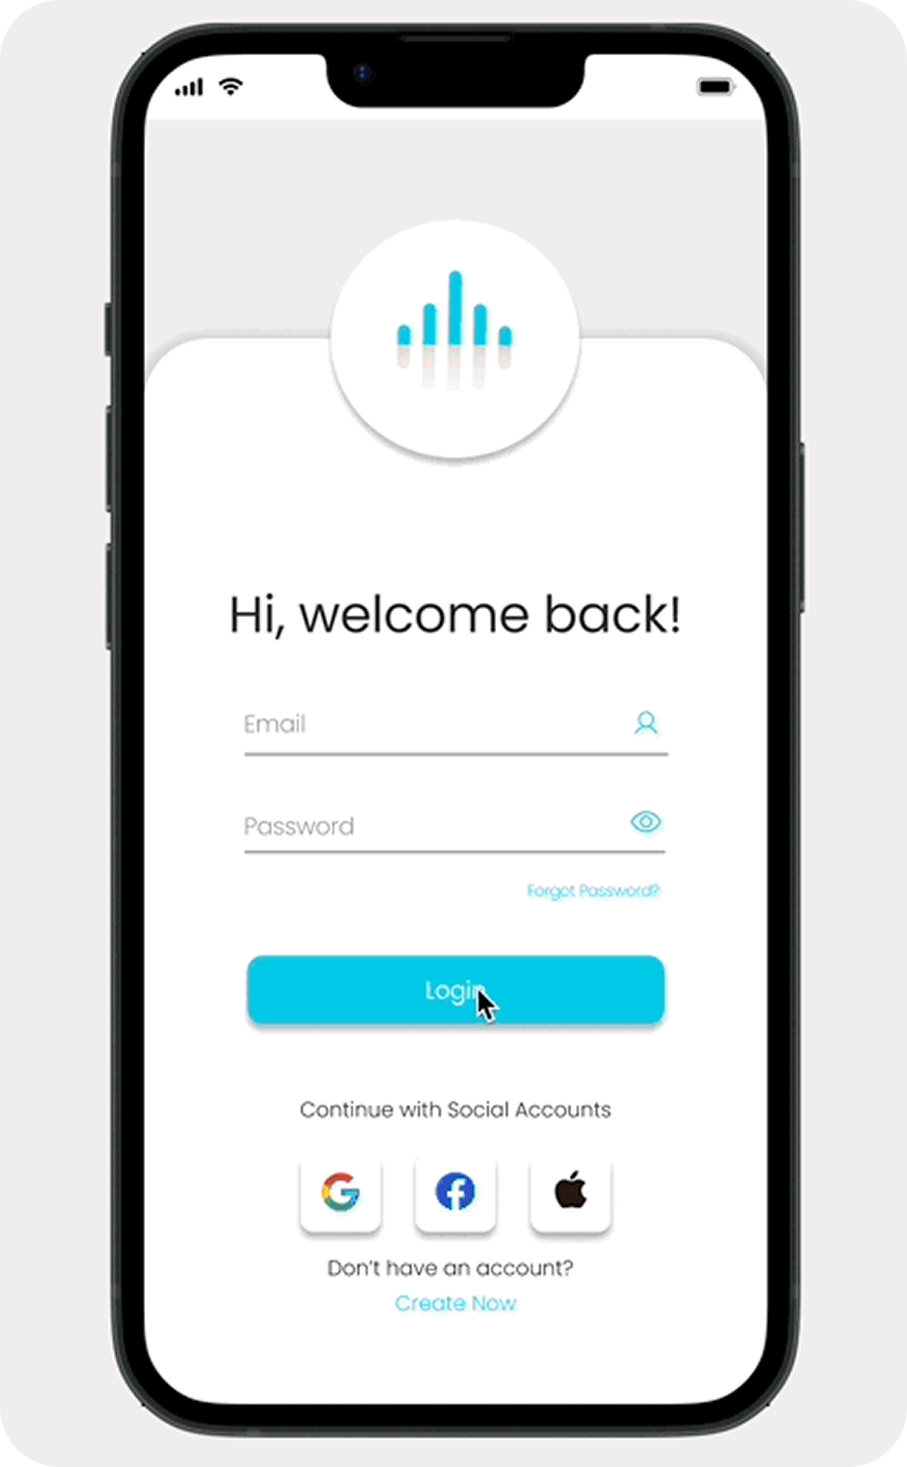 Hi, welcome back!
Email
Password
Forgot Password?
Login
Continue with Social Accounts
Don't have an account?
Create Now